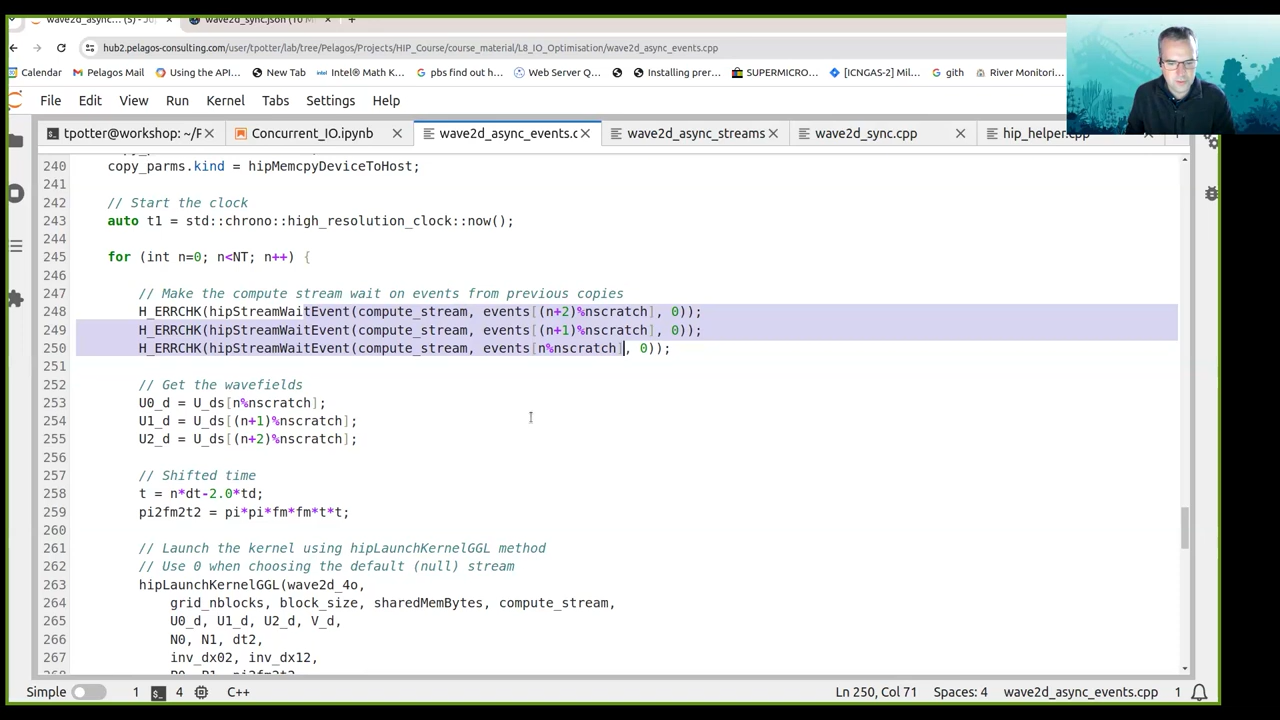 wave2d_async... (5) - Ju
wave2d_sync.json (10 M
hub2.pelagos-consulting.com/user/tpotter/lab/tree/Pelagos/Projects/HIP_Course/course_material/L8_IO_Optimisation/wave2d_async_events.cpp
Calendar Pelagos Mail Using the API... New Tab Intel® Math K... pbs find out h... Web Server Q... Installing prer... SUPERMICRO... [ICNGAS-2] Mil... gith River Monitori...
File Edit View Run Kernel Tabs Settings Help
tpotter@workshop: ~/F Concurrent_IO.ipynb wave2d_async_events.c wave2d_async_streams wave2d_sync.cpp hip_helper.cpp
240 copy_parms.kind = hipMemcpyDeviceToHost;
241
242 // Start the clock
243 auto t1 = std::chrono::high_resolution_clock::now();
244
245 for (int n=0; n<NT; n++) {
246
247 // Make the compute stream wait on events from previous copies
248 H_ERRCHK(hipStreamWaitEvent(compute_stream, events[(n+2)%nscratch], 0));
249 H_ERRCHK(hipStreamWaitEvent(compute_stream, events[(n+1)%nscratch], 0));
250 H_ERRCHK(hipStreamWaitEvent(compute_stream, events[n%nscratch], 0));
251
252 // Get the wavefields
253 U0_d = U_ds[n%nscratch];
254 U1_d = U_ds[(n+1)%nscratch];
255 U2_d = U_ds[(n+2)%nscratch];
256
257 // Shifted time
258 t = n*dt-2.0*td;
259 pi2fm2t2 = pi*pi*fm*fm*t*t;
260
261 // Launch the kernel using hipLaunchKernelGGL method
262 // Use 0 when choosing the default (null) stream
263 hipLaunchKernelGGL(wave2d_4o,
264 grid_nblocks, block_size, sharedMemBytes, compute_stream,
265 U0_d, U1_d, U2_d, V_d,
266 N0, N1, dt2,
267 inv_dx02, inv_dx12,
Simple 1 4 C++ Ln 250, Col 71 Spaces: 4 wave2d_async_events.cpp 1